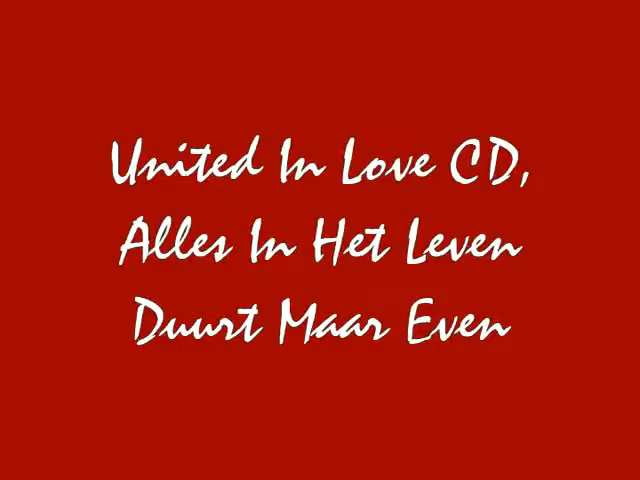 United In Love CD,
Alles In Het Leven
Duurt Maar Even